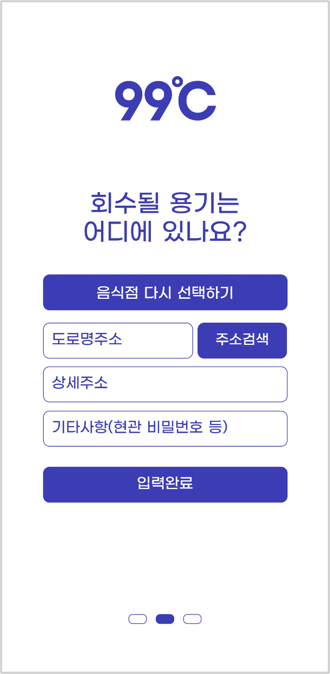 99°C
회수될 용기는
어디에 있나요?
음식점 다시 선택하기
도로명주소 주소검색
상세주소
기타사항(현관 비밀번호 등)
입력완료